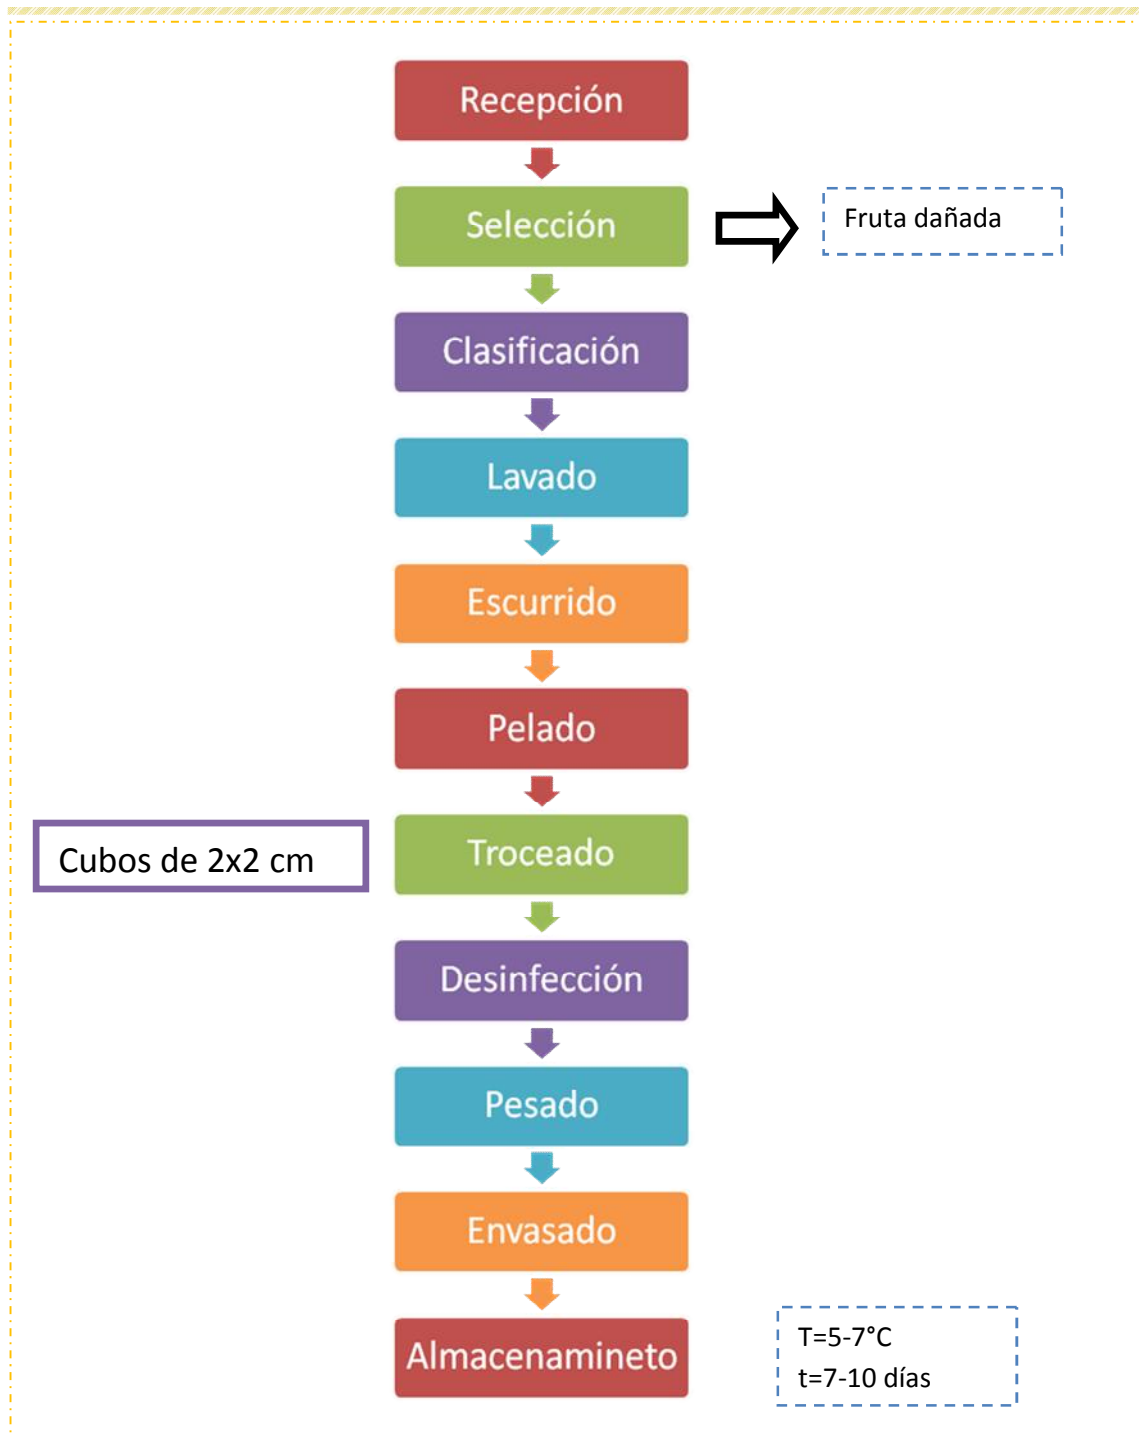 Recepción
Selección
Fruta dañada
Clasificación
Lavado
Escurrido
Pelado
Cubos de 2x2 cm
Troceado
Desinfección
Pesado
Envasado
Almacenamineto
T=5-7°C
t=7-10 días